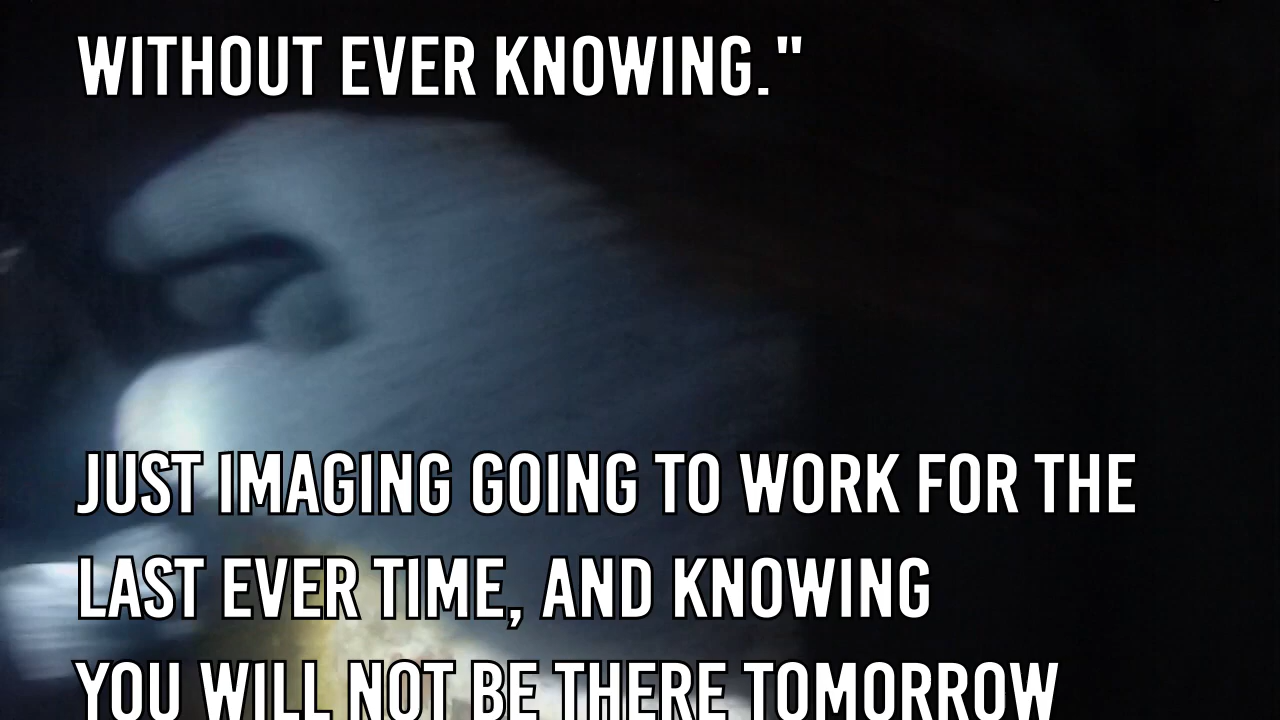 WITHOUT EVER KNOWING."
JUST IMAGING GOING TO WORK FOR THE
LAST EVER TIME, AND KNOWING
YOU WILL NOT BE THERE TOMORROW